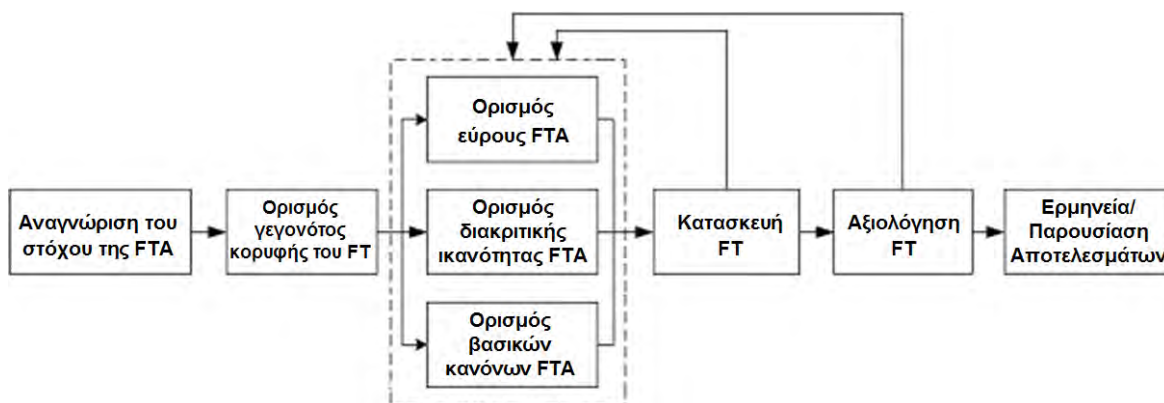 Αναγνώριση του
στόχου της FTA
Ορισμός
γεγονότος
κορυφής του FT
Ορισμός
εύρους FTA
Ορισμός
διακριτικής
ικανότητας FTA
Ορισμός
βασικών
κανόνων FTA
Κατασκευή
FT
Αξιολόγηση
FT
Ερμηνεία/
Παρουσίαση
Αποτελεσμάτων